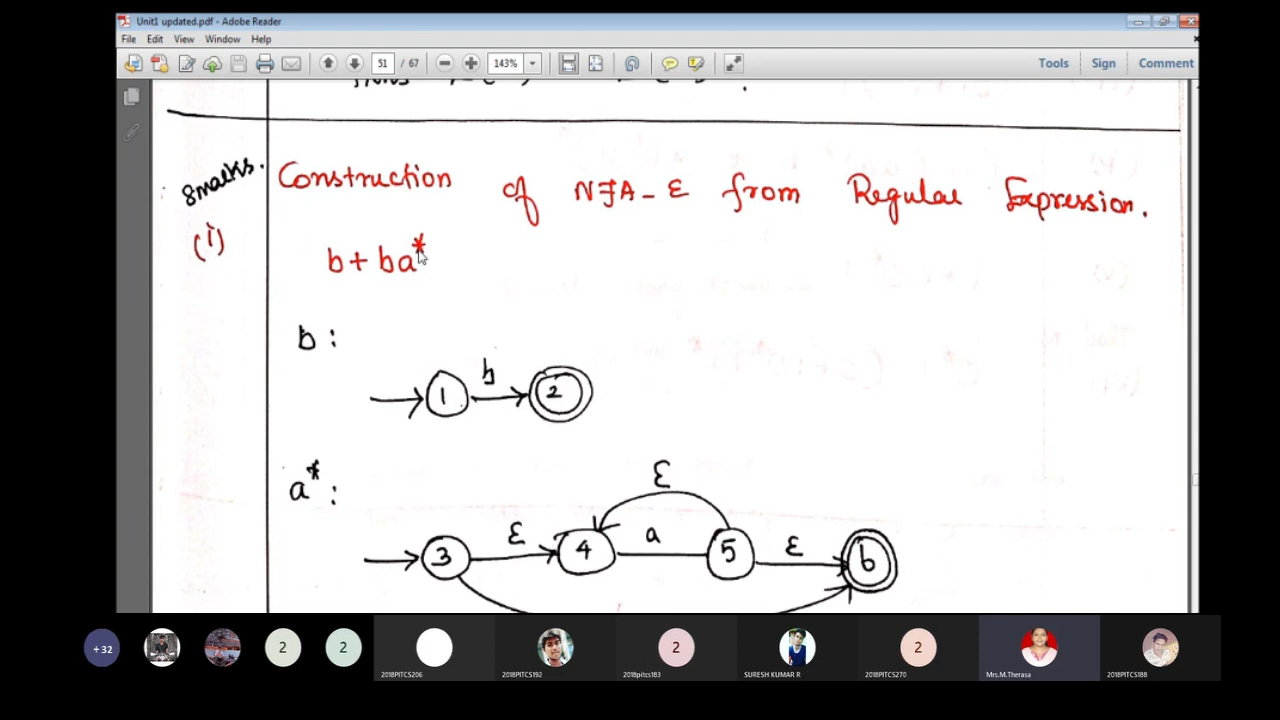 Unit1 updated.pdf - Adobe Reader
File Edit View Window Help
51 / 67 143% Tools Sign Comment
8marks. Construction of NFA-ε from Regular Expression.
(i) b+ba*
b:
1 b 2
a*:
ε
3 ε 4 a 5 ε 6
+32 2 2 2 2
2018PITCS206 2018PITCS192 2018pitcs183 SURESH KUMAR R 2018PITCS270 Mrs.M.Therasa 2018PITCS188